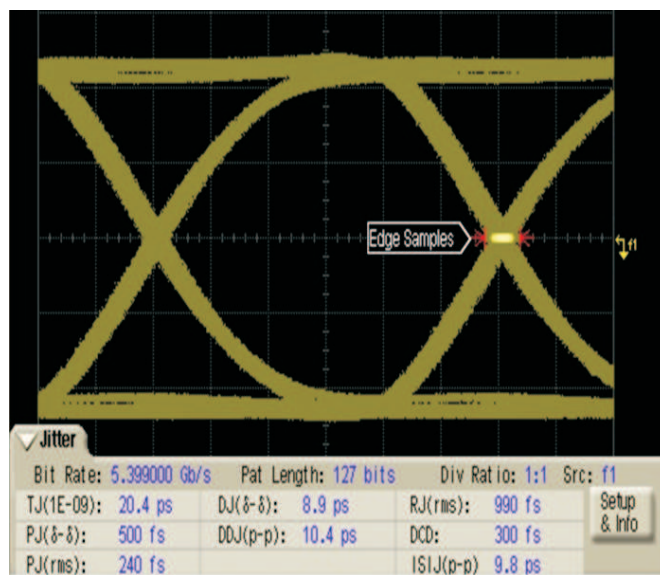 Edge Samples
f1
Jitter
Bit Rate: 5.399000 Gb/s Pat Length: 127 bits Div Ratio: 1:1 Src: f1
TJ(1E-09): 20.4 ps DJ(δ-δ): 8.9 ps RJ(rms): 990 fs
PJ(δ-δ): 500 fs DDJ(p-p): 10.4 ps DCD: 300 fs
PJ(rms): 240 fs ISIJ(p-p) 9.8 ps
Setup
& Info